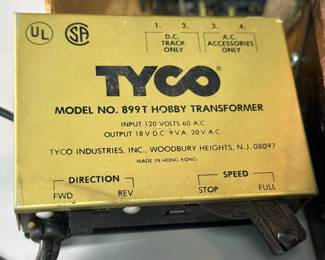 UL SA
1. 2. 3. 4.
D.C. A.C.
TRACK ACCESSORIES
ONLY ONLY
TYCO®
MODEL NO. 899T HOBBY TRANSFORMER
INPUT 120 VOLTS 60 A.C.
OUTPUT 18 V.D.C. 9 V.A. 20 V.A.C.
TYCO INDUSTRIES, INC., WOODBURY HEIGHTS, N.J. 08097
MADE IN HONG KONG
DIRECTION SPEED
FWD REV STOP FULL